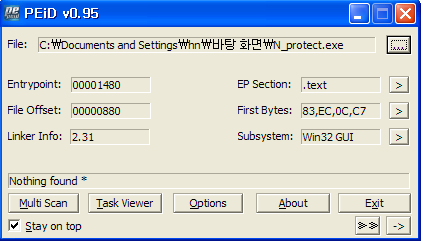 PEiD v0.95
File: C:₩Documents and Settings₩hn₩바탕 화면₩N_protect.exe ...
Entrypoint: 00001480 EP Section: .text >
File Offset: 00000880 First Bytes: 83,EC,0C,C7 >
Linker Info: 2.31 Subsystem: Win32 GUI >
Nothing found *
Multi Scan Task Viewer Options About Exit
Stay on top >> ->